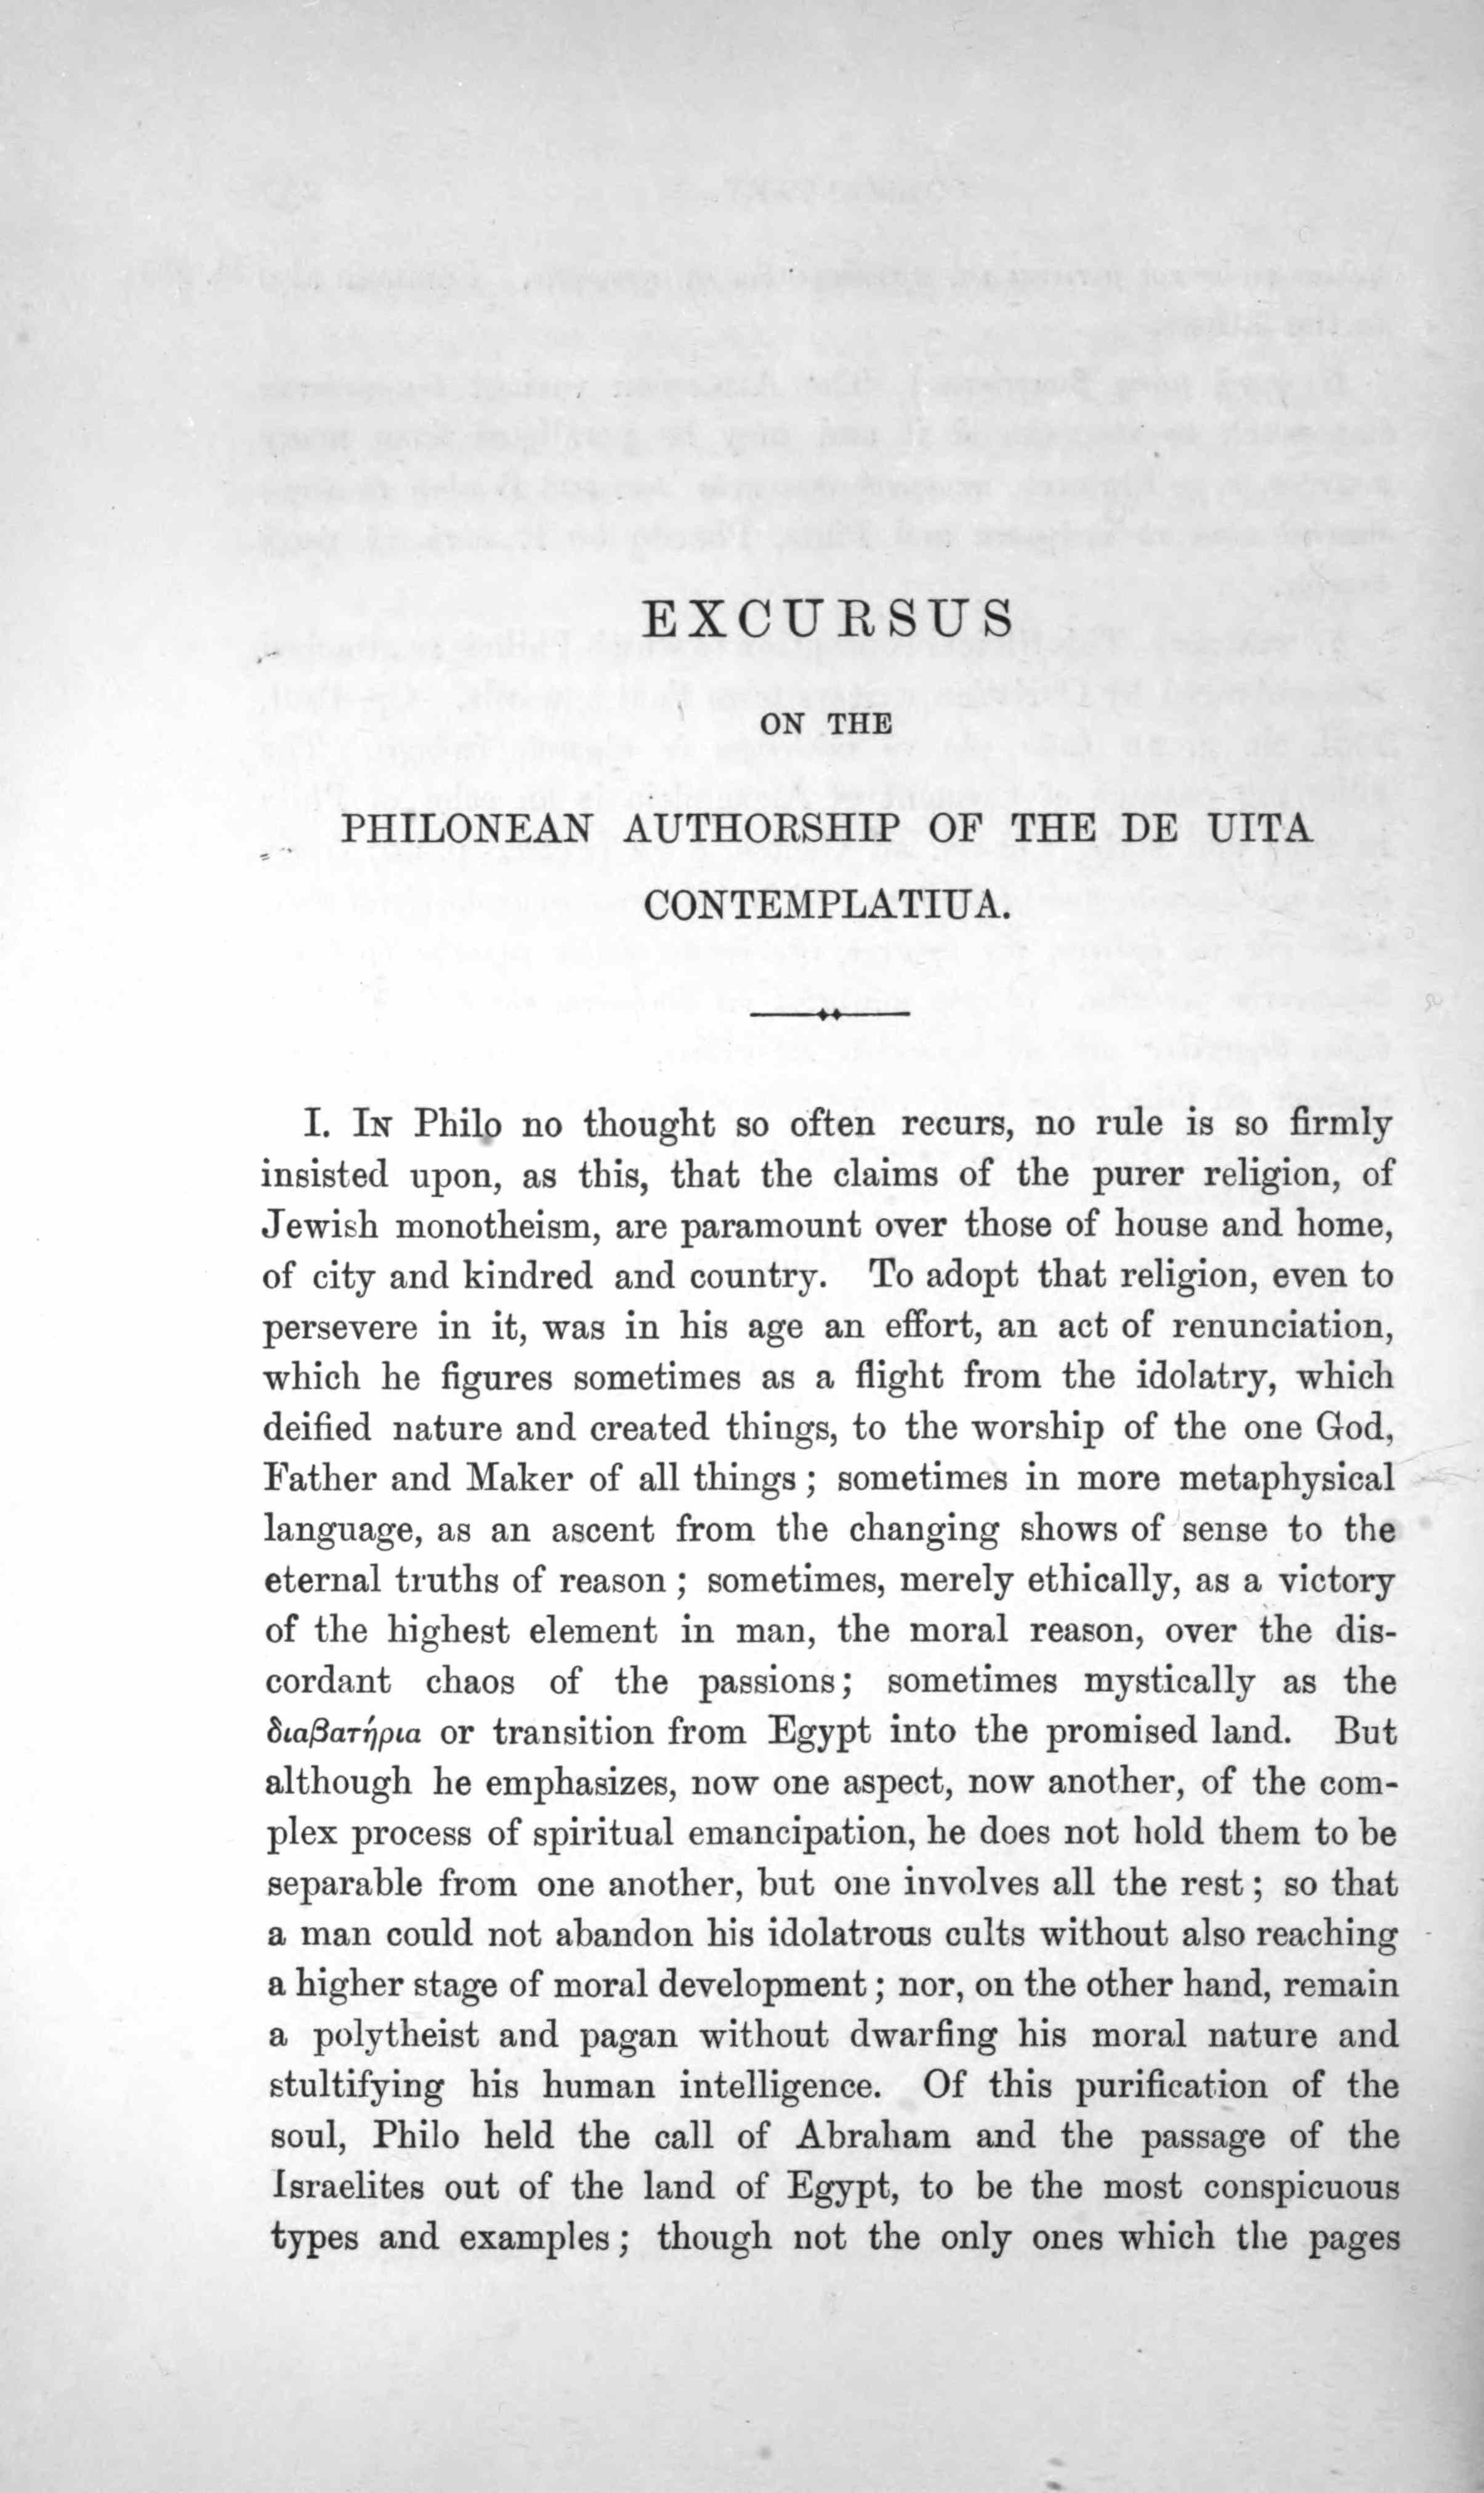 EXCURSUS
ON THE
PHILONEAN AUTHORSHIP OF THE DE UITA
CONTEMPLATIUA.
I. IN Philo no thought so often recurs, no rule is so firmly
insisted upon, as this, that the claims of the purer religion, of
Jewish monotheism, are paramount over those of house and home,
of city and kindred and country. To adopt that religion, even to
persevere in it, was in his age an effort, an act of renunciation,
which he figures sometimes as a flight from the idolatry, which
deified nature and created things, to the worship of the one God,
Father and Maker of all things; sometimes in more metaphysical
language, as an ascent from the changing shows of sense to the
eternal truths of reason; sometimes, merely ethically, as a victory
of the highest element in man, the moral reason, over the dis-
cordant chaos of the passions; sometimes mystically as the
διαβατήρια or transition from Egypt into the promised land. But
although he emphasizes, now one aspect, now another, of the com-
plex process of spiritual emancipation, he does not hold them to be
separable from one another, but one involves all the rest; so that
a man could not abandon his idolatrous cults without also reaching
a higher stage of moral development; nor, on the other hand, remain
a polytheist and pagan without dwarfing his moral nature and
stultifying his human intelligence. Of this purification of the
soul, Philo held the call of Abraham and the passage of the
Israelites out of the land of Egypt, to be the most conspicuous
types and examples; though not the only ones which the pages